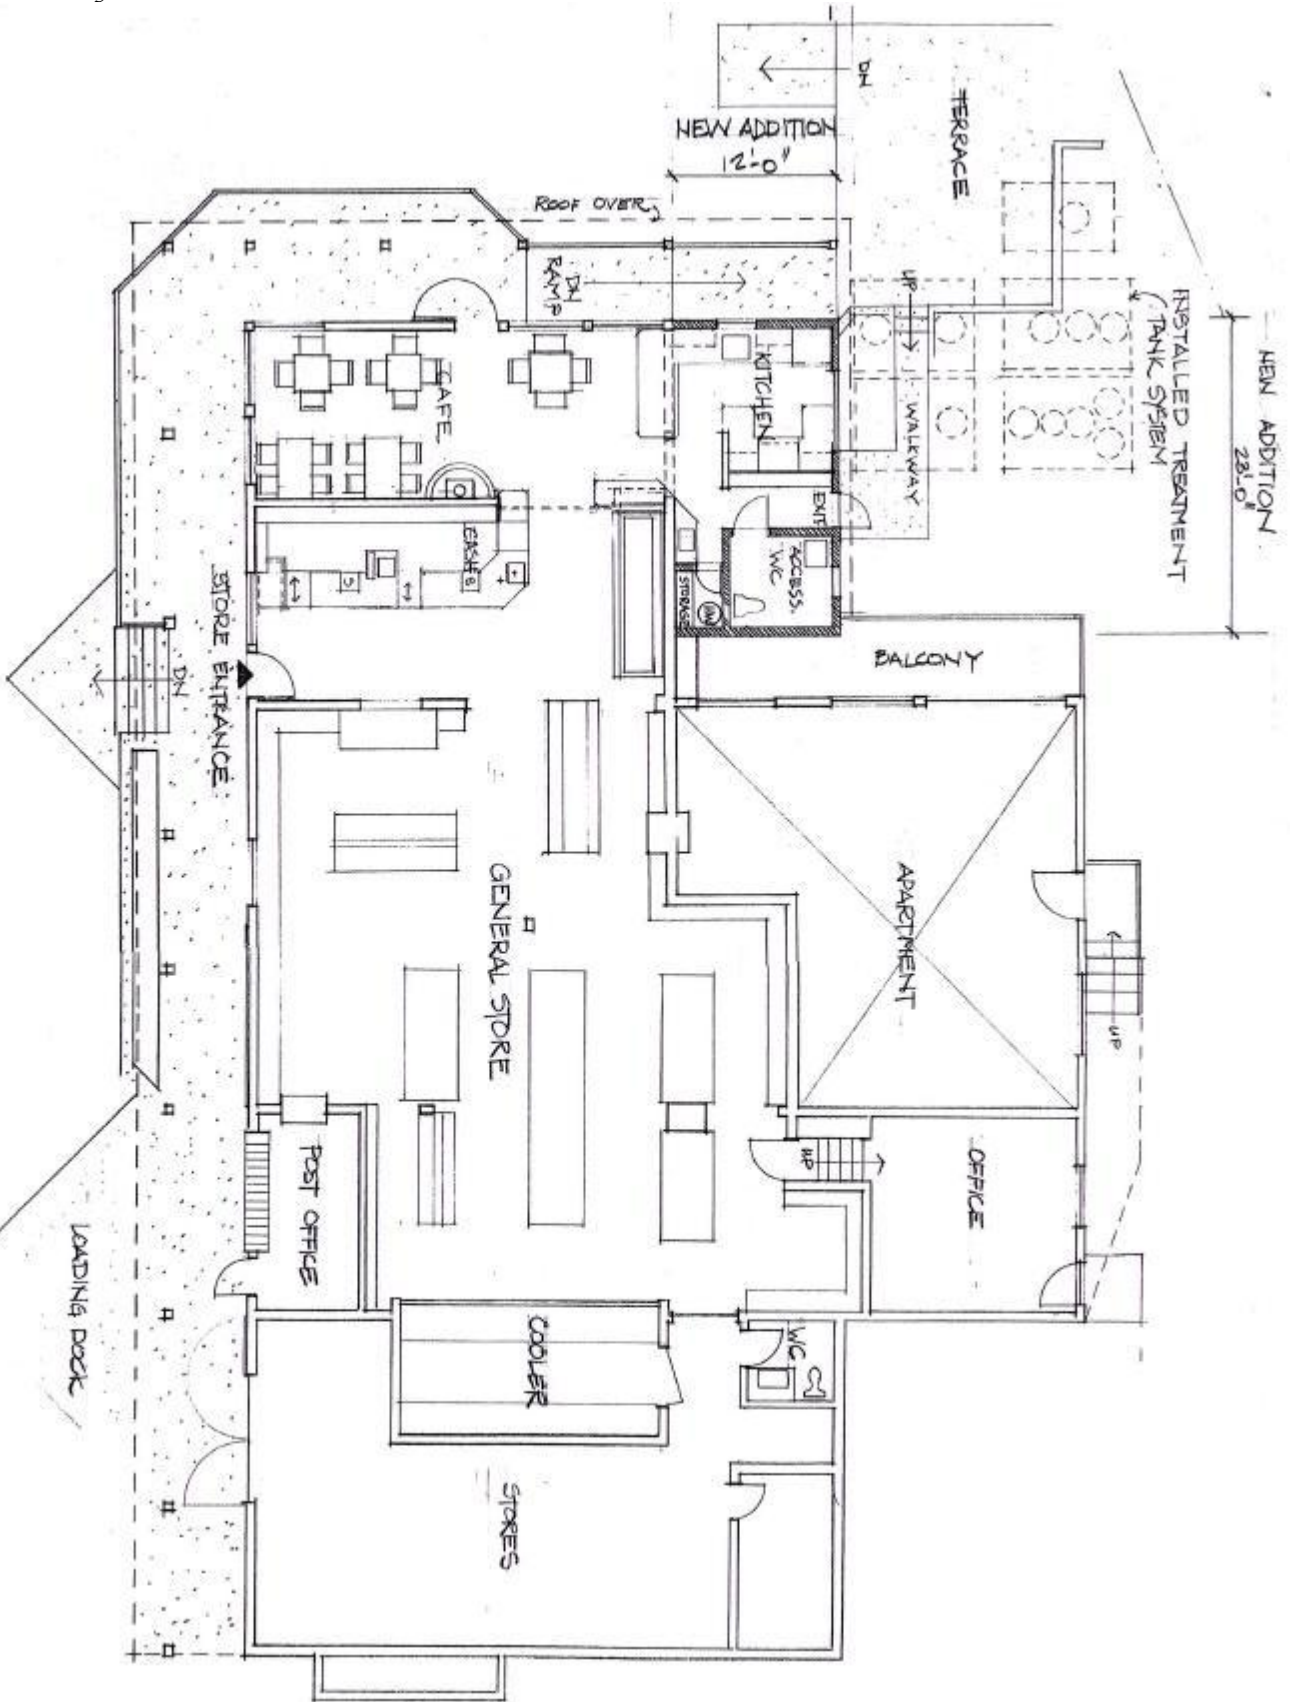 NEW ADDITION
12'-0"
DN
TERRACE
ROOF OVER
DN
RAMP
UP
INSTALLED TREATMENT
TANK SYSTEM
NEW ADDITION
28'-0"
KITCHEN
WALKWAY
CAFE
EXIT
ACCESS.
WC
STORAGE
CASH
S
BALCONY
STORE ENTRANCE
DN
GENERAL STORE
APARTMENT
UP
POST OFFICE
UP
OFFICE
LOADING DOCK
COOLER
WC
STORES